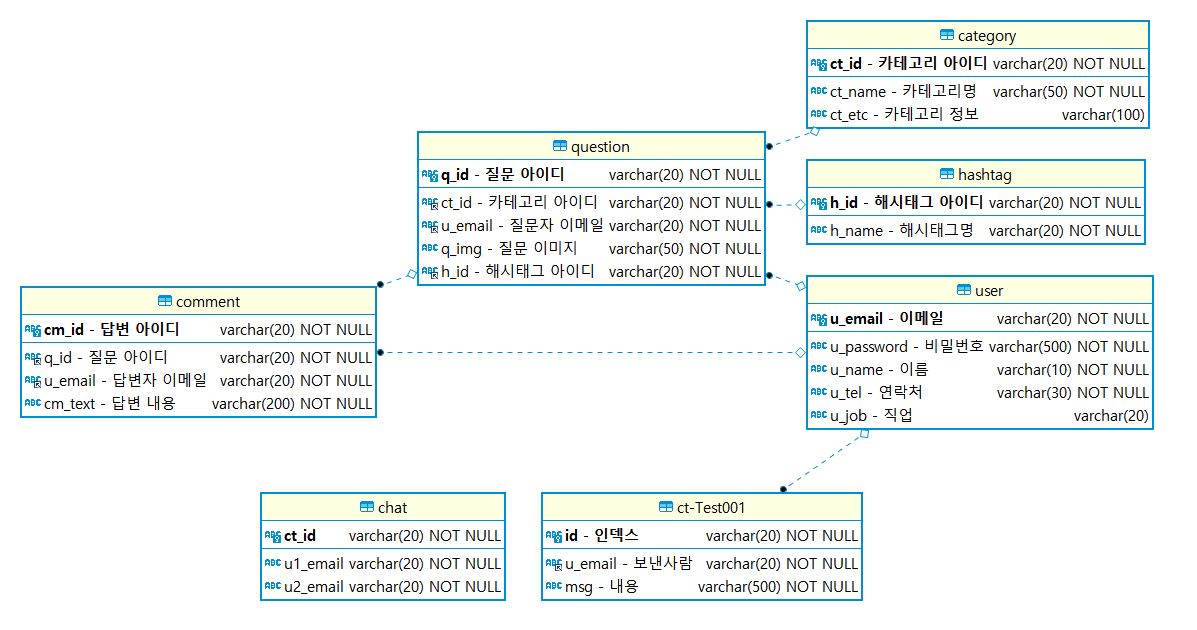 category
ct_id - 카테고리 아이디 varchar(20) NOT NULL
ct_name - 카테고리명 varchar(50) NOT NULL
ct_etc - 카테고리 정보 varchar(100)
question
q_id - 질문 아이디 varchar(20) NOT NULL
ct_id - 카테고리 아이디 varchar(20) NOT NULL
u_email - 질문자 이메일 varchar(20) NOT NULL
q_img - 질문 이미지 varchar(50) NOT NULL
h_id - 해시태그 아이디 varchar(20) NOT NULL
hashtag
h_id - 해시태그 아이디 varchar(20) NOT NULL
h_name - 해시태그명 varchar(20) NOT NULL
comment
cm_id - 답변 아이디 varchar(20) NOT NULL
q_id - 질문 아이디 varchar(20) NOT NULL
u_email - 답변자 이메일 varchar(20) NOT NULL
cm_text - 답변 내용 varchar(200) NOT NULL
user
u_email - 이메일 varchar(20) NOT NULL
u_password - 비밀번호 varchar(500) NOT NULL
u_name - 이름 varchar(10) NOT NULL
u_tel - 연락처 varchar(30) NOT NULL
u_job - 직업 varchar(20)
chat
ct_id varchar(20) NOT NULL
u1_email varchar(20) NOT NULL
u2_email varchar(20) NOT NULL
ct-Test001
id - 인덱스 varchar(20) NOT NULL
u_email - 보낸사람 varchar(20) NOT NULL
msg - 내용 varchar(500) NOT NULL